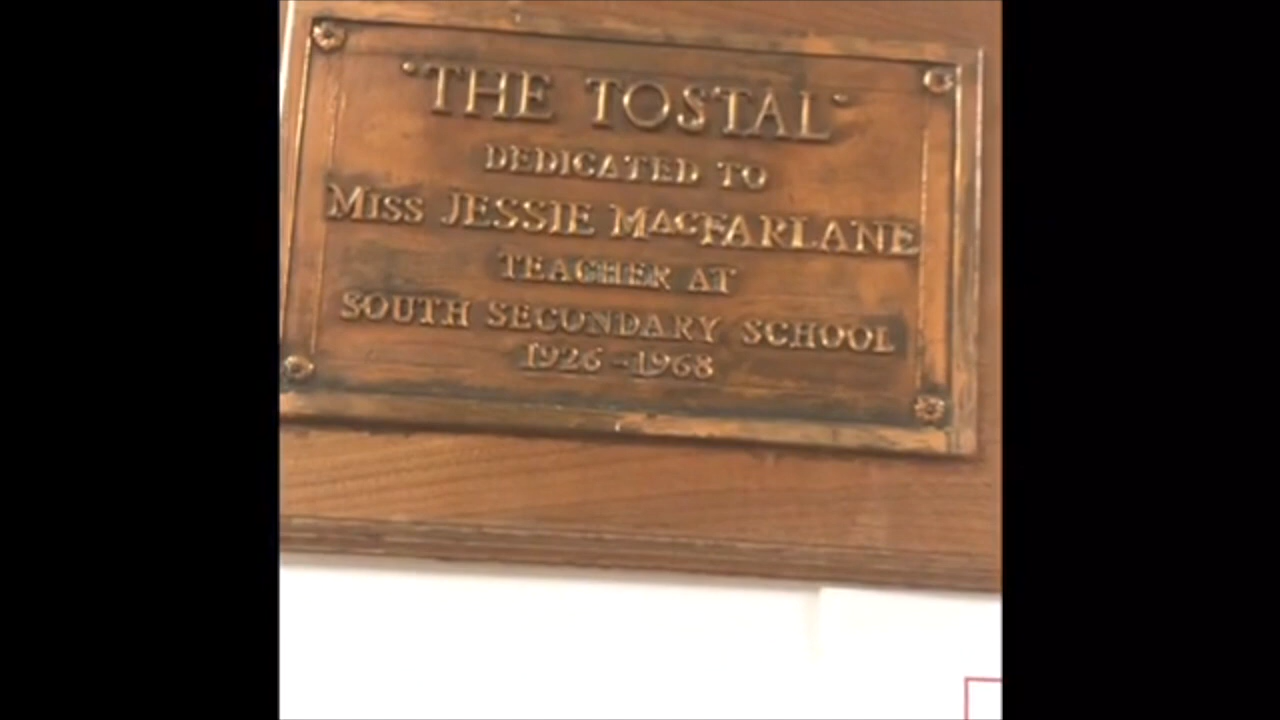 "THE TOSTAL"
DEDICATED TO
MISS JESSIE MACFARLANE
TEACHER AT
SOUTH SECONDARY SCHOOL
1926-1968